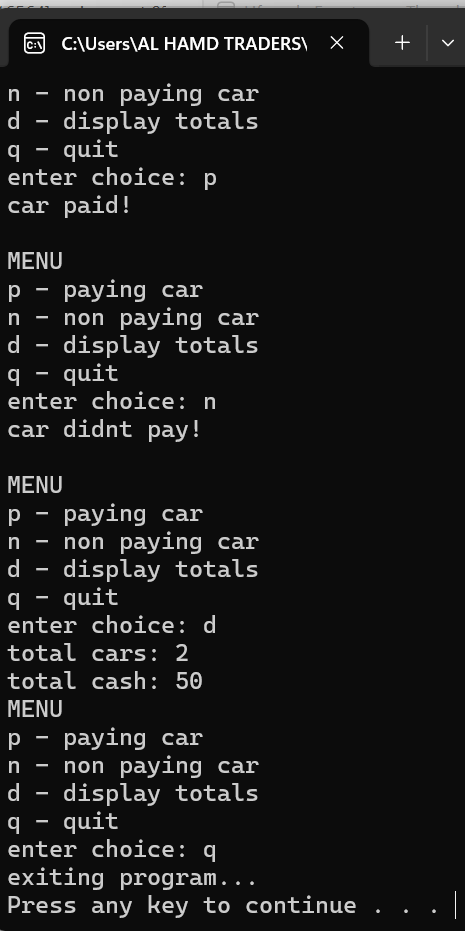 C:\Users\AL HAMD TRADERS\
n - non paying car
d - display totals
q - quit
enter choice: p
car paid!
MENU
p - paying car
n - non paying car
d - display totals
q - quit
enter choice: n
car didnt pay!
MENU
p - paying car
n - non paying car
d - display totals
q - quit
enter choice: d
total cars: 2
total cash: 50
MENU
p - paying car
n - non paying car
d - display totals
q - quit
enter choice: q
exiting program...
Press any key to continue . . .